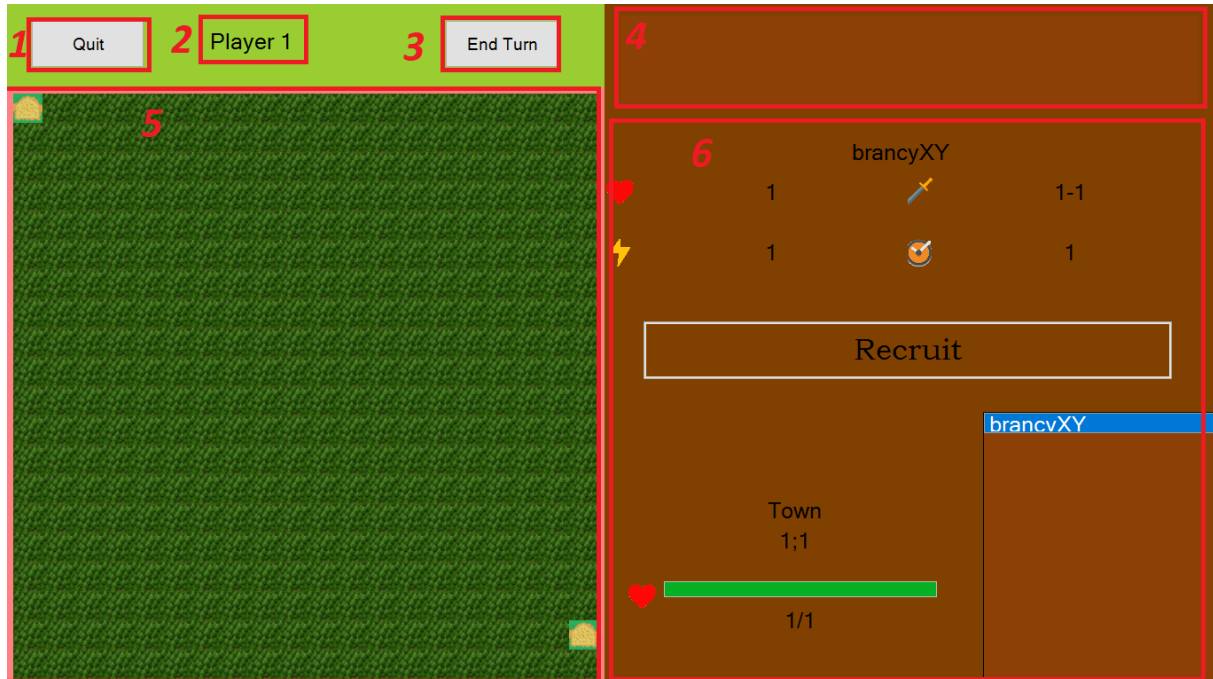 1 Quit 2 Player 1 3 End Turn 4
5
6
brancyXY
1 1-1
1 1
Recruit
brancyXY
Town
1;1
1/1